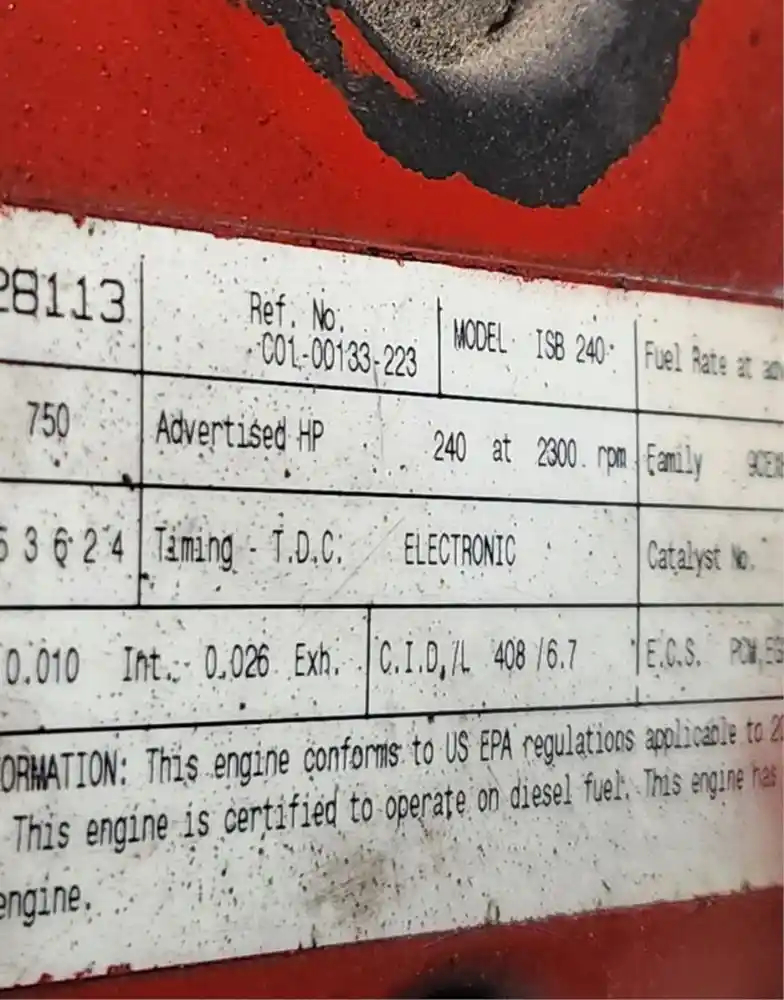 28113
Ref. No.
C01-00133-223
MODEL ISB 240
Fuel Rate at
750
Advertised HP 240 at 2300 rpm
Family
3 6 2 4
Timing - T.D.C. ELECTRONIC
Catalyst No.
0.010 Int. 0.026 Exh.
C.I.D./L 408 /6.7
E.C.S.
ORMATION: This engine conforms to US EPA regulations applicable to
This engine is certified to operate on diesel fuel. This engine has
engine.